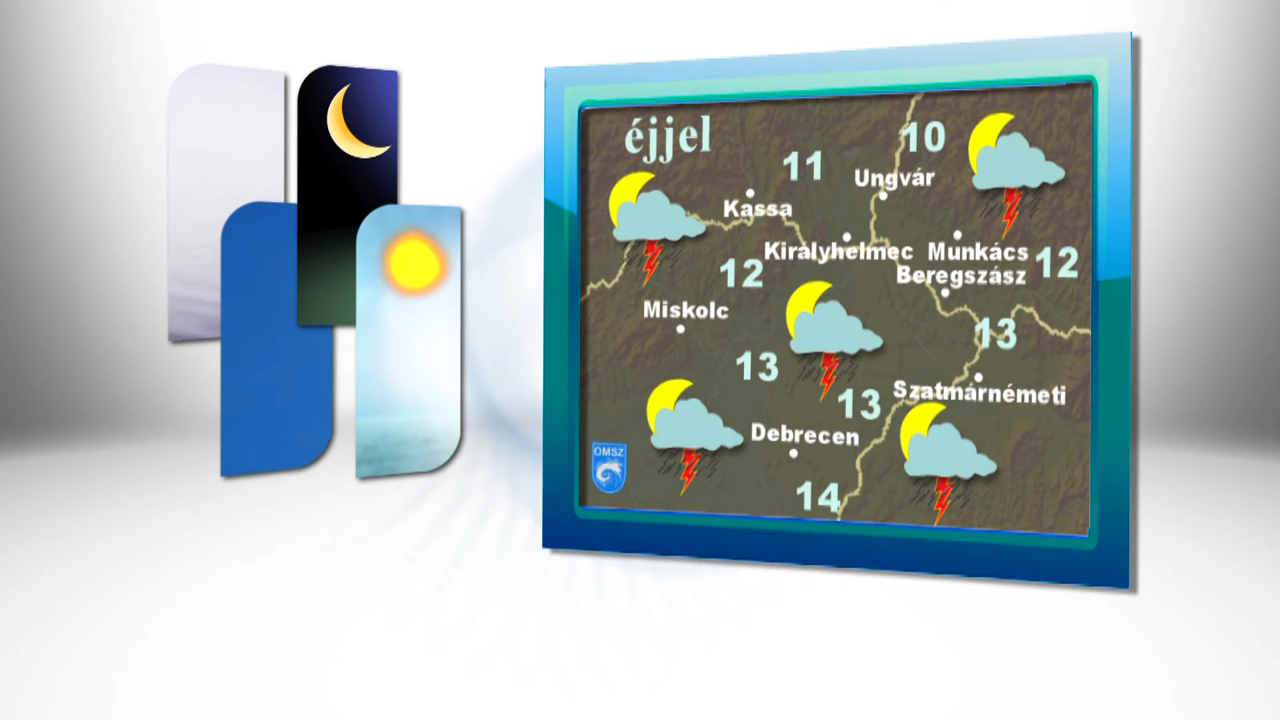 éjjel
10
11
Ungvár
Kassa
Királyhelmec
Munkács
12
12
Beregszász
Miskolc
13
13
13
Szatmárnémeti
Debrecen
OMSZ
14